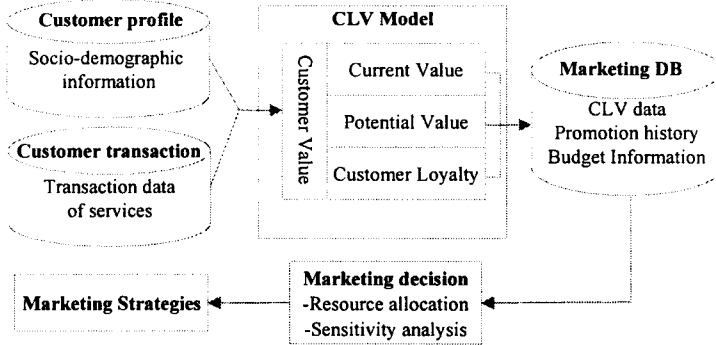 Customer profile
Socio-demographic
information
Customer transaction
Transaction data
of services
CLV Model
Customer Value
Current Value
Potential Value
Customer Loyalty
Marketing DB
CLV data
Promotion history
Budget Information
Marketing decision
-Resource allocation
-Sensitivity analysis
Marketing Strategies